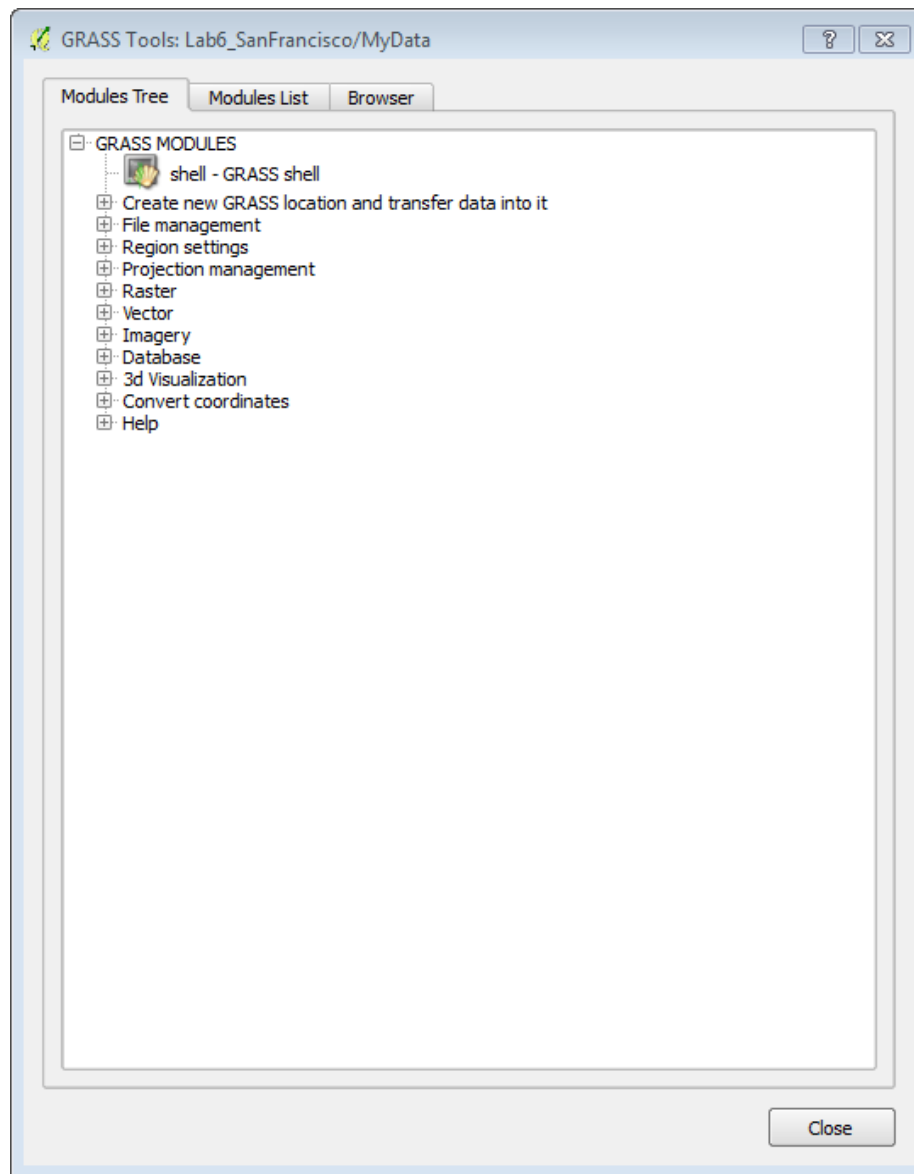 GRASS Tools: Lab6_SanFrancisco/MyData
Modules Tree Modules List Browser
GRASS MODULES
shell - GRASS shell
Create new GRASS location and transfer data into it
File management
Region settings
Projection management
Raster
Vector
Imagery
Database
3d Visualization
Convert coordinates
Help
Close